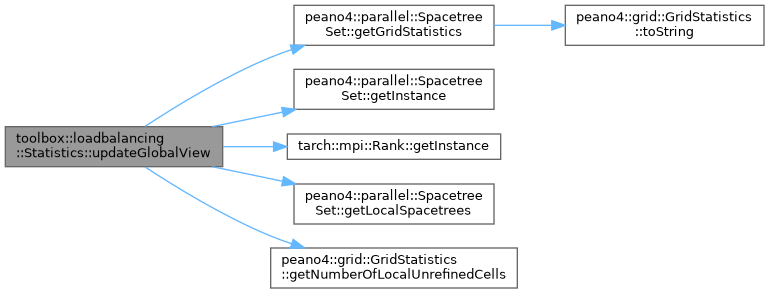 toolbox::loadbalancing
::Statistics::updateGlobalView
peano4::parallel::Spacetree
Set::getGridStatistics
peano4::grid::GridStatistics
::toString
peano4::parallel::Spacetree
Set::getInstance
tarch::mpi::Rank::getInstance
peano4::parallel::Spacetree
Set::getLocalSpacetrees
peano4::grid::GridStatistics
::getNumberOfLocalUnrefinedCells